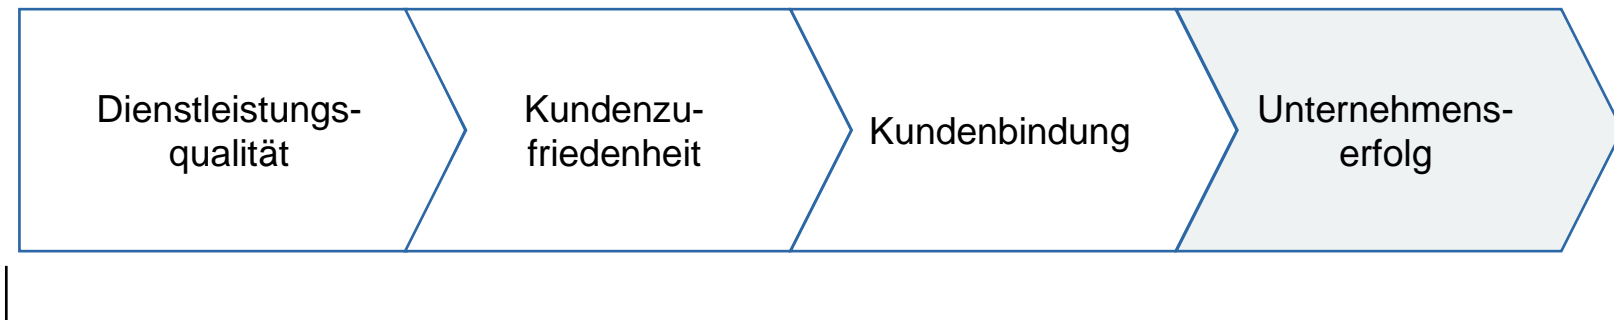 Dienstleistungs-
qualität
Kundenzu-
friedenheit
Kundenbindung
Unternehmens-
erfolg